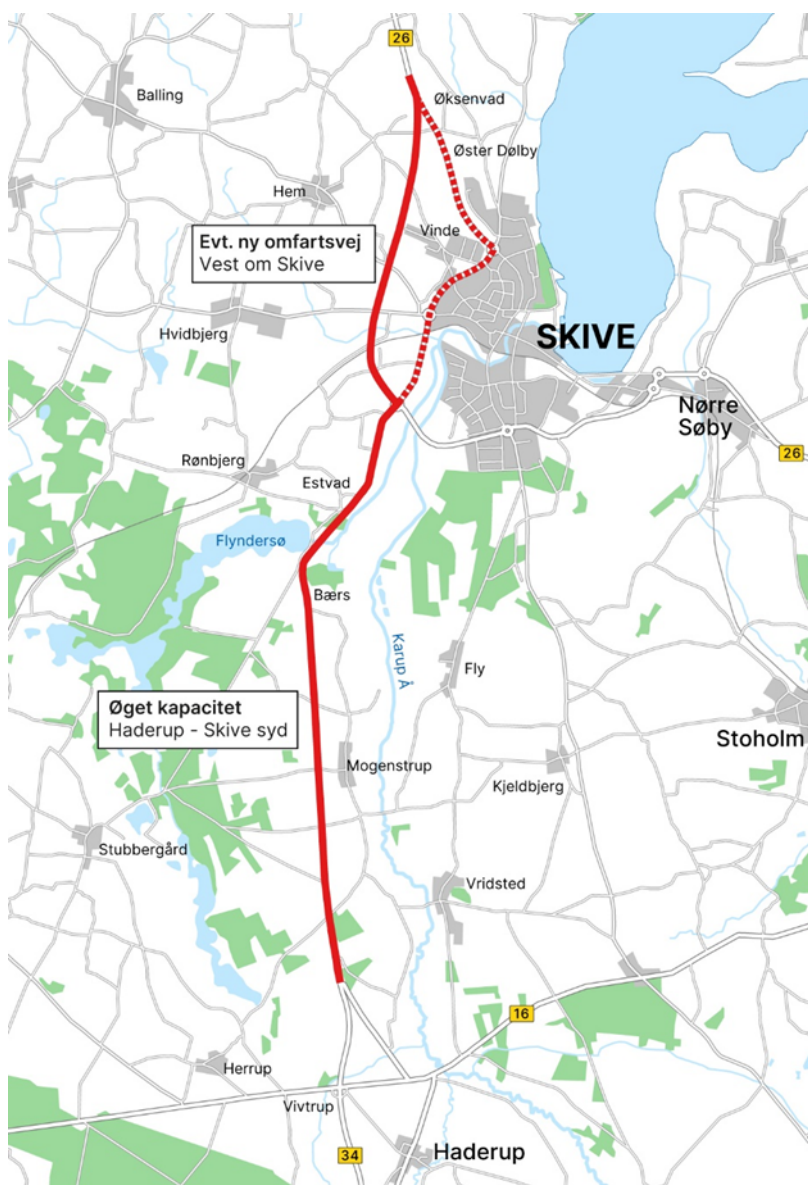 26
Balling
Øksenvad
Øster Dølby
Hem
Evt. ny omfartsvej
Vest om Skive
Vinde
Hvidbjerg
SKIVE
Nørre
Søby
26
Rønbjerg
Estvad
Flyndersø
Bærs
Karup Å
Fly
Øget kapacitet
Haderup - Skive syd
Stoholm
Mogenstrup
Kjeldbjerg
Stubbergård
Vridsted
16
Herrup
Vivtrup
34
Haderup